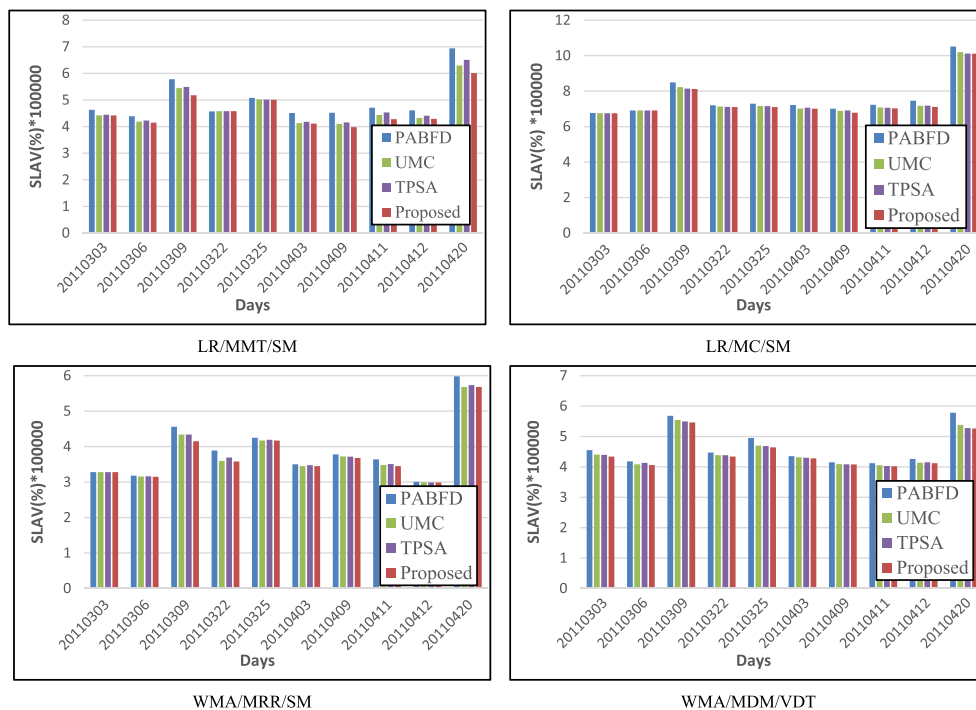 8
7
6
5
4
3
2
1
0
SLAV(%)*100000
PABFD
UMC
TPSA
Proposed
20110303
20110306
20110309
20110322
20110325
20110403
20110409
20110411
20110412
20110420
Days
LR/MMT/SM
12
10
8
6
4
2
0
SLAV(%) *100000
PABFD
UMC
TPSA
Proposed
20110303
20110306
20110309
20110322
20110325
20110403
20110409
20110411
20110412
20110420
Days
LR/MC/SM
6
5
4
3
2
1
0
SLAV(%)*100000
PABFD
UMC
TPSA
Proposed
20110303
20110306
20110309
20110322
20110325
20110403
20110409
20110411
20110412
20110420
Days
WMA/MRR/SM
7
6
5
4
3
2
1
0
SLAV(%)*100000
PABFD
UMC
TPSA
Proposed
20110303
20110306
20110309
20110322
20110325
20110403
20110409
20110411
20110412
20110420
Days
WMA/MDM/VDT